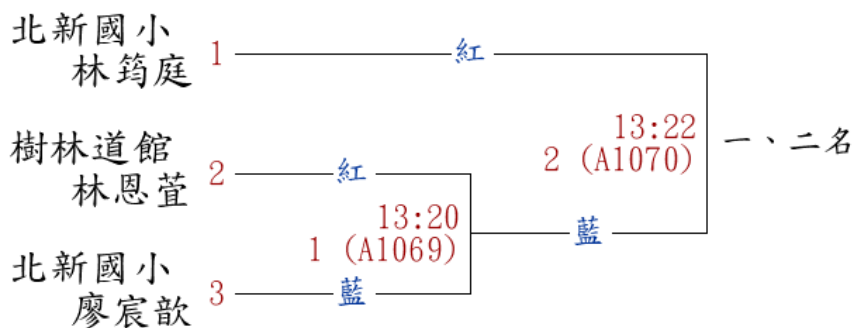 北新國小
林筠庭
1
紅
13:22
2 (A1070)
一、二名
樹林道館
林恩萱
2
紅
13:20
1 (A1069)
藍
北新國小
廖宸歆
3
藍